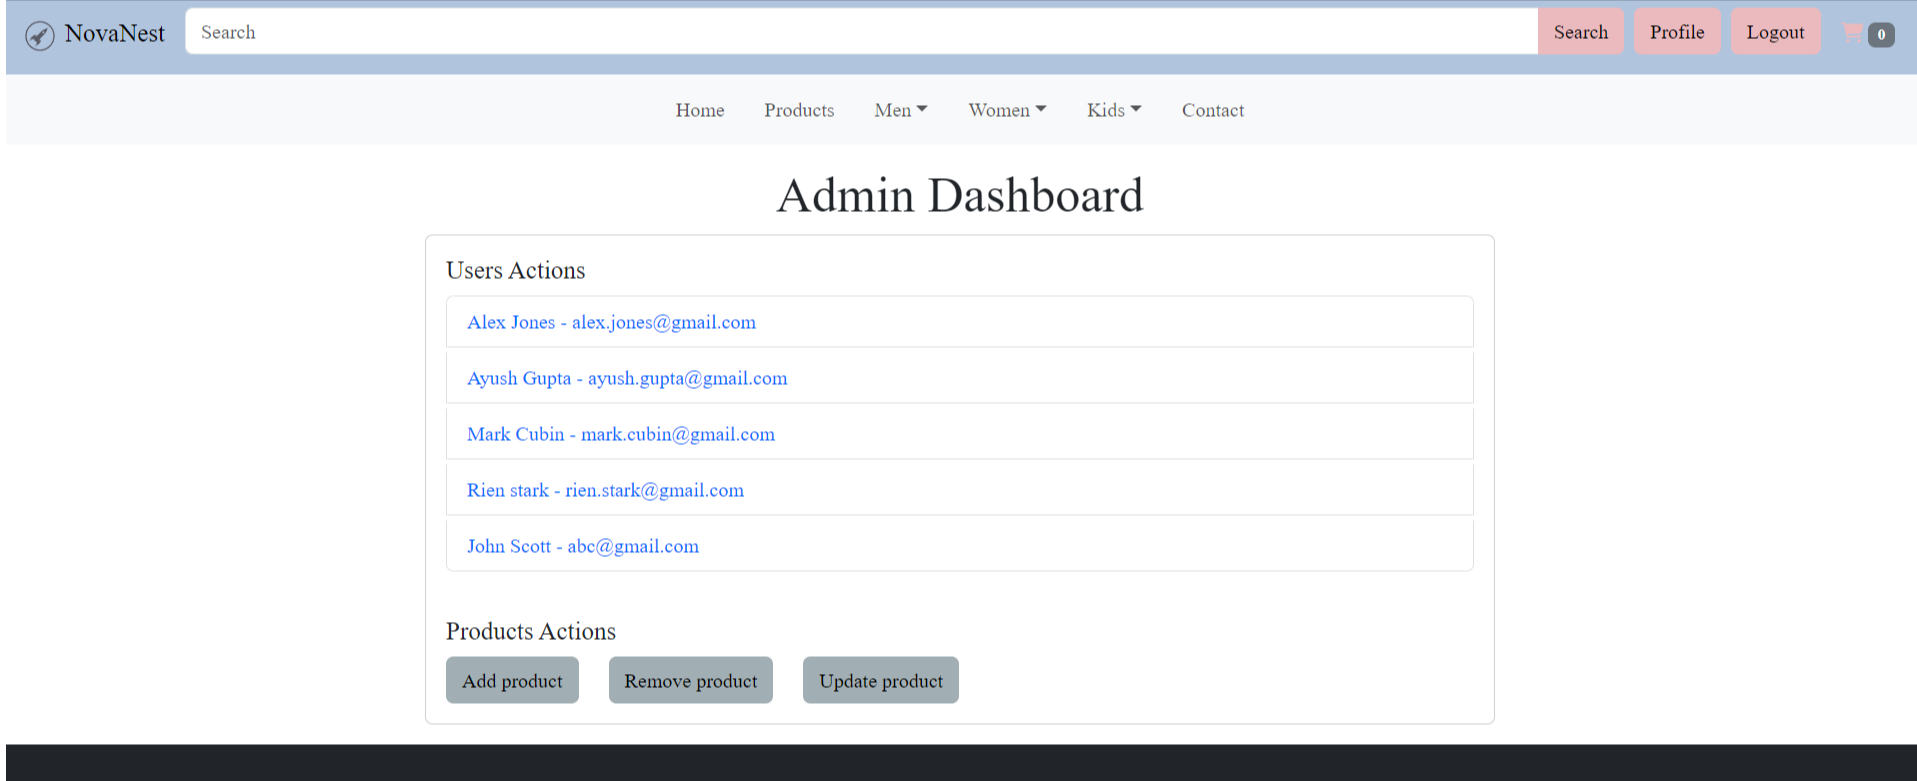 NovaNest Search Search Profile Logout 0
Home Products Men Women Kids Contact
Admin Dashboard
Users Actions
Alex Jones - alex.jones@gmail.com
Ayush Gupta - ayush.gupta@gmail.com
Mark Cubin - mark.cubin@gmail.com
Rien stark - rien.stark@gmail.com
John Scott - abc@gmail.com
Products Actions
Add product Remove product Update product